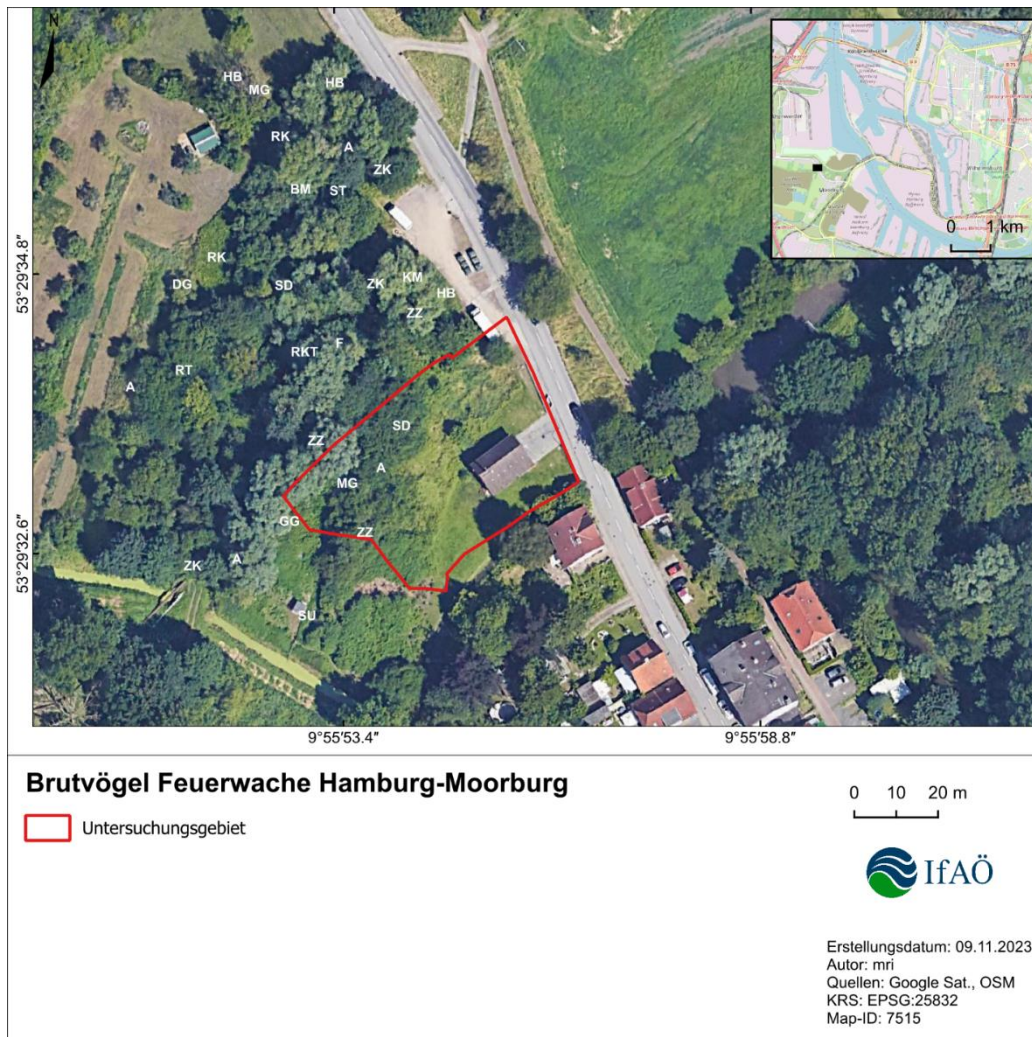 N
HB
MG
HB
RK
A
ZK
BM
ST
RK
DG
SD
ZK
KM
HB
ZZ
F
RKT
RT
A
SD
ZZ
A
MG
GG
ZZ
ZK
A
SU
0 1 km
53°29′34.8″
53°29′32.6″
9°55′53.4″
9°55′58.8″
Brutvögel Feuerwache Hamburg-Moorburg
Untersuchungsgebiet
0 10 20 m
IfAÖ
Erstellungsdatum: 09.11.2023
Autor: mri
Quellen: Google Sat., OSM
KRS: EPSG:25832
Map-ID: 7515